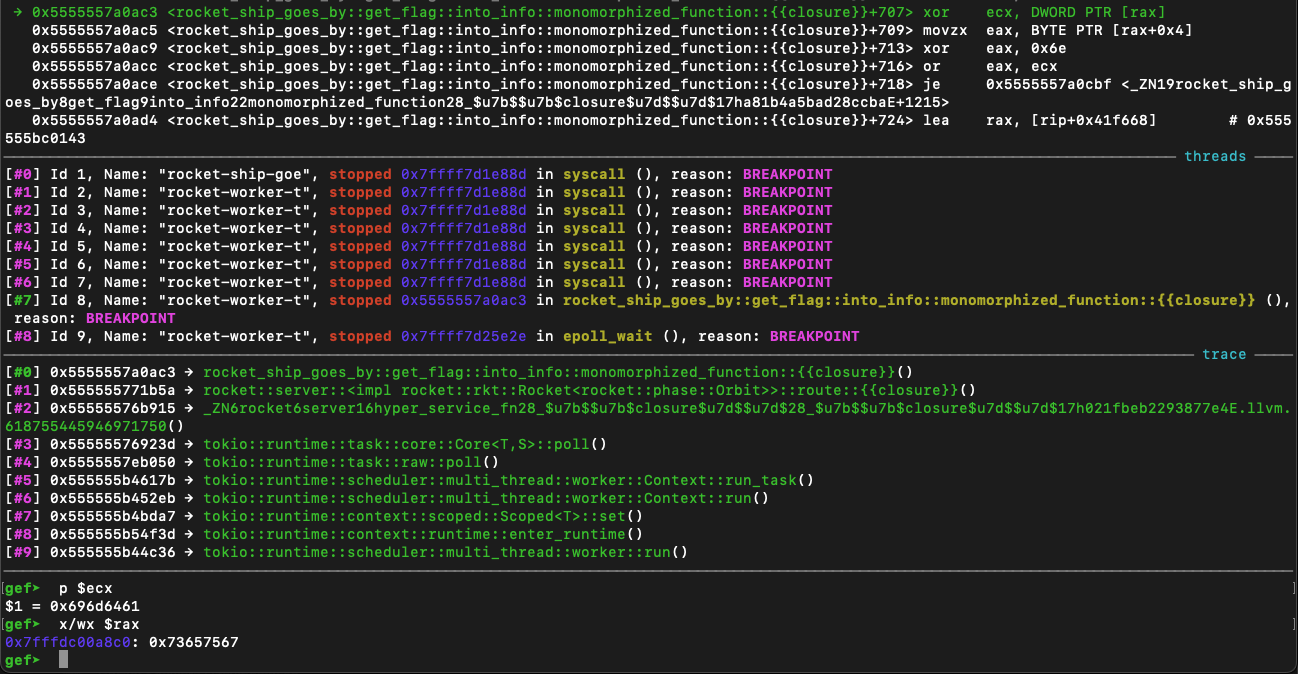 → 0x5555557a0ac3 <rocket_ship_goes_by::get_flag::into_info::monomorphized_function::{{closure}}+707> xor    ecx, DWORD PTR [rax]
0x5555557a0ac5 <rocket_ship_goes_by::get_flag::into_info::monomorphized_function::{{closure}}+709> movzx  eax, BYTE PTR [rax+0x4]
0x5555557a0ac9 <rocket_ship_goes_by::get_flag::into_info::monomorphized_function::{{closure}}+713> xor    eax, 0x6e
0x5555557a0acc <rocket_ship_goes_by::get_flag::into_info::monomorphized_function::{{closure}}+716> or     eax, ecx
0x5555557a0ace <rocket_ship_goes_by::get_flag::into_info::monomorphized_function::{{closure}}+718> je     0x5555557a0cbf <_ZN19rocket_ship_g
oes_by8get_flag9into_info22monomorphized_function28_$u7b$$u7b$closure$u7d$$u7d$17ha81b4a5bad28ccbaE+1215>
0x5555557a0ad4 <rocket_ship_goes_by::get_flag::into_info::monomorphized_function::{{closure}}+724> lea    rax, [rip+0x41f668]        # 0x555
555bc0143
threads
[#0] Id 1, Name: "rocket-ship-goe", stopped 0x7ffff7d1e88d in syscall (), reason: BREAKPOINT
[#1] Id 2, Name: "rocket-worker-t", stopped 0x7ffff7d1e88d in syscall (), reason: BREAKPOINT
[#2] Id 3, Name: "rocket-worker-t", stopped 0x7ffff7d1e88d in syscall (), reason: BREAKPOINT
[#3] Id 4, Name: "rocket-worker-t", stopped 0x7ffff7d1e88d in syscall (), reason: BREAKPOINT
[#4] Id 5, Name: "rocket-worker-t", stopped 0x7ffff7d1e88d in syscall (), reason: BREAKPOINT
[#5] Id 6, Name: "rocket-worker-t", stopped 0x7ffff7d1e88d in syscall (), reason: BREAKPOINT
[#6] Id 7, Name: "rocket-worker-t", stopped 0x7ffff7d1e88d in syscall (), reason: BREAKPOINT
[#7] Id 8, Name: "rocket-worker-t", stopped 0x5555557a0ac3 in rocket_ship_goes_by::get_flag::into_info::monomorphized_function::{{closure}} (),
reason: BREAKPOINT
[#8] Id 9, Name: "rocket-worker-t", stopped 0x7ffff7d25e2e in epoll_wait (), reason: BREAKPOINT
trace
[#0] 0x5555557a0ac3 → rocket_ship_goes_by::get_flag::into_info::monomorphized_function::{{closure}}()
[#1] 0x555555771b5a → rocket::server::<impl rocket::rkt::Rocket<rocket::phase::Orbit>>::route::{{closure}}()
[#2] 0x55555576b915 → _ZN6rocket6server16hyper_service_fn28_$u7b$$u7b$closure$u7d$$u7d$28_$u7b$$u7b$closure$u7d$$u7d$17h021fbeb2293877e4E.llvm.
618755445946971750()
[#3] 0x55555576923d → tokio::runtime::task::core::Core<T,S>::poll()
[#4] 0x5555557eb050 → tokio::runtime::task::raw::poll()
[#5] 0x555555b4617b → tokio::runtime::scheduler::multi_thread::worker::Context::run_task()
[#6] 0x555555b452eb → tokio::runtime::scheduler::multi_thread::worker::Context::run()
[#7] 0x555555b4bda7 → tokio::runtime::context::scoped::Scoped<T>::set()
[#8] 0x555555b54f3d → tokio::runtime::context::runtime::enter_runtime()
[#9] 0x555555b44c36 → tokio::runtime::scheduler::multi_thread::worker::run()
[gef➤  p $ecx ]
$1 = 0x696d6461
[gef➤  x/wx $rax ]
0x7fffdc00a8c0: 0x73657567
gef➤